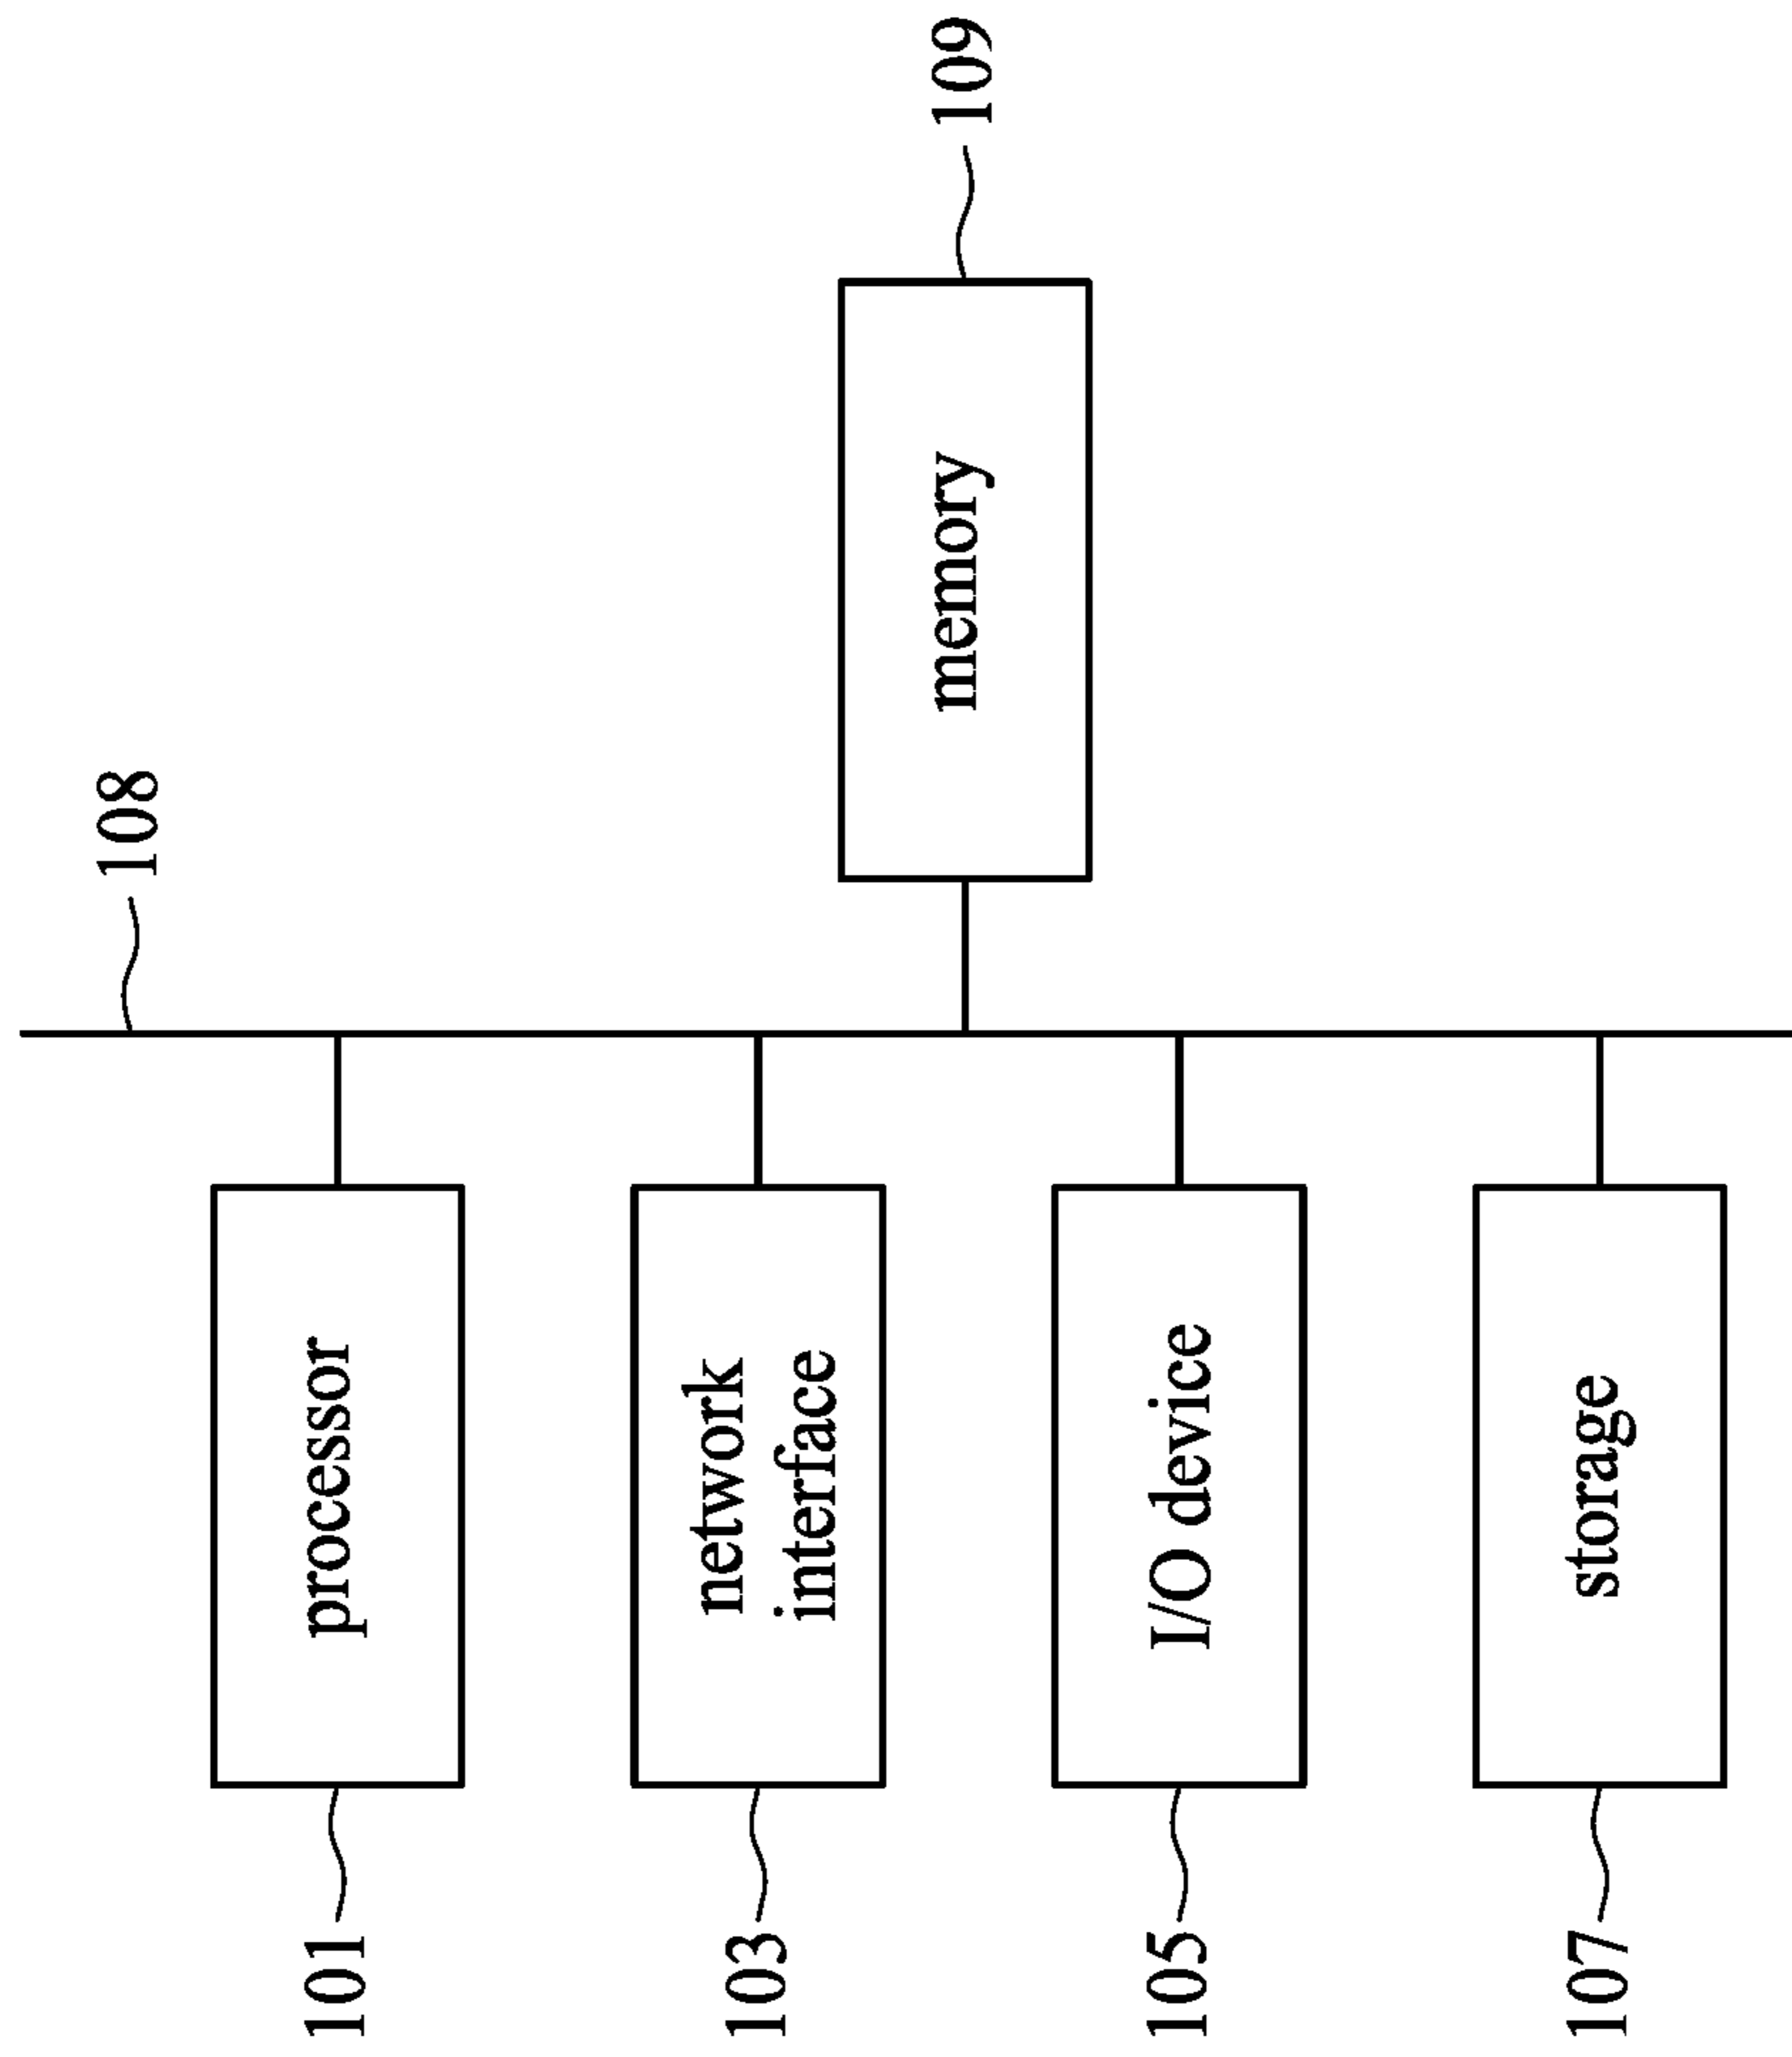 101
processor
103
network
interface
105
I/O device
107
storage
108
memory
109